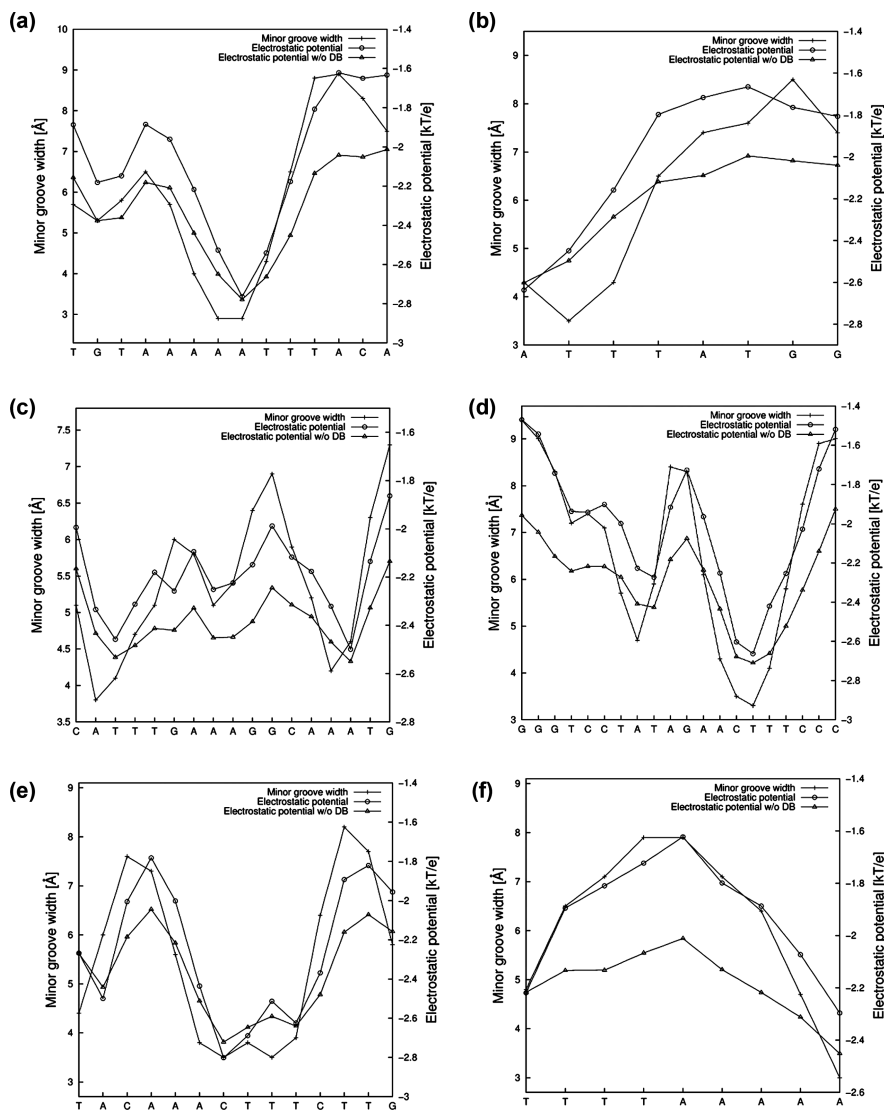 (a)
Minor groove width
Electrostatic potential
Electrostatic potential w/o DB
Minor groove width [Å]
10
9
8
7
6
5
4
3
-1.4
-1.6
-1.8
-2
-2.2
-2.4
-2.6
-2.8
-3
Electrostatic potential [kT/e]
T G T A A A A A T T T A C A
(b)
Minor groove width
Electrostatic potential
Electrostatic potential w/o DB
Minor groove width [Å]
9
8
7
6
5
4
3
-1.4
-1.6
-1.8
-2
-2.2
-2.4
-2.6
-2.8
Electrostatic potential [kT/e]
A T T T A T G G
(c)
Minor groove width
Electrostatic potential
Electrostatic potential w/o DB
Minor groove width [Å]
7.5
7
6.5
6
5.5
5
4.5
4
3.5
-1.6
-1.8
-2
-2.2
-2.4
-2.6
-2.8
Electrostatic potential [kT/e]
C A T T T G A A A G G C A A A T G
(d)
Minor groove width
Electrostatic potential
Electrostatic potential w/o DB
Minor groove width [Å]
9
8
7
6
5
4
3
-1.4
-1.6
-1.8
-2
-2.2
-2.4
-2.6
-2.8
-3
Electrostatic potential [kT/e]
G G G T C C T A T A G A A C T T T C C C
(e)
Minor groove width
Electrostatic potential
Electrostatic potential w/o DB
Minor groove width [Å]
9
8
7
6
5
4
3
-1.4
-1.6
-1.8
-2
-2.2
-2.4
-2.6
-2.8
-3
Electrostatic potential [kT/e]
T A C A A A C T T T C T T G
(f)
Minor groove width
Electrostatic potential
Electrostatic potential w/o DB
Minor groove width [Å]
9
8
7
6
5
4
3
-1.4
-1.6
-1.8
-2
-2.2
-2.4
-2.6
Electrostatic potential [kT/e]
T T T T A A A A A